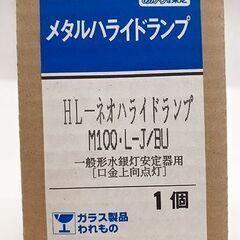 メタルハライドランプ
HL－ネオハライドランプ
M100・L－J/BU
一般形水銀灯安定器用
[口金上向点灯]
1個
ガラス製品
われもの